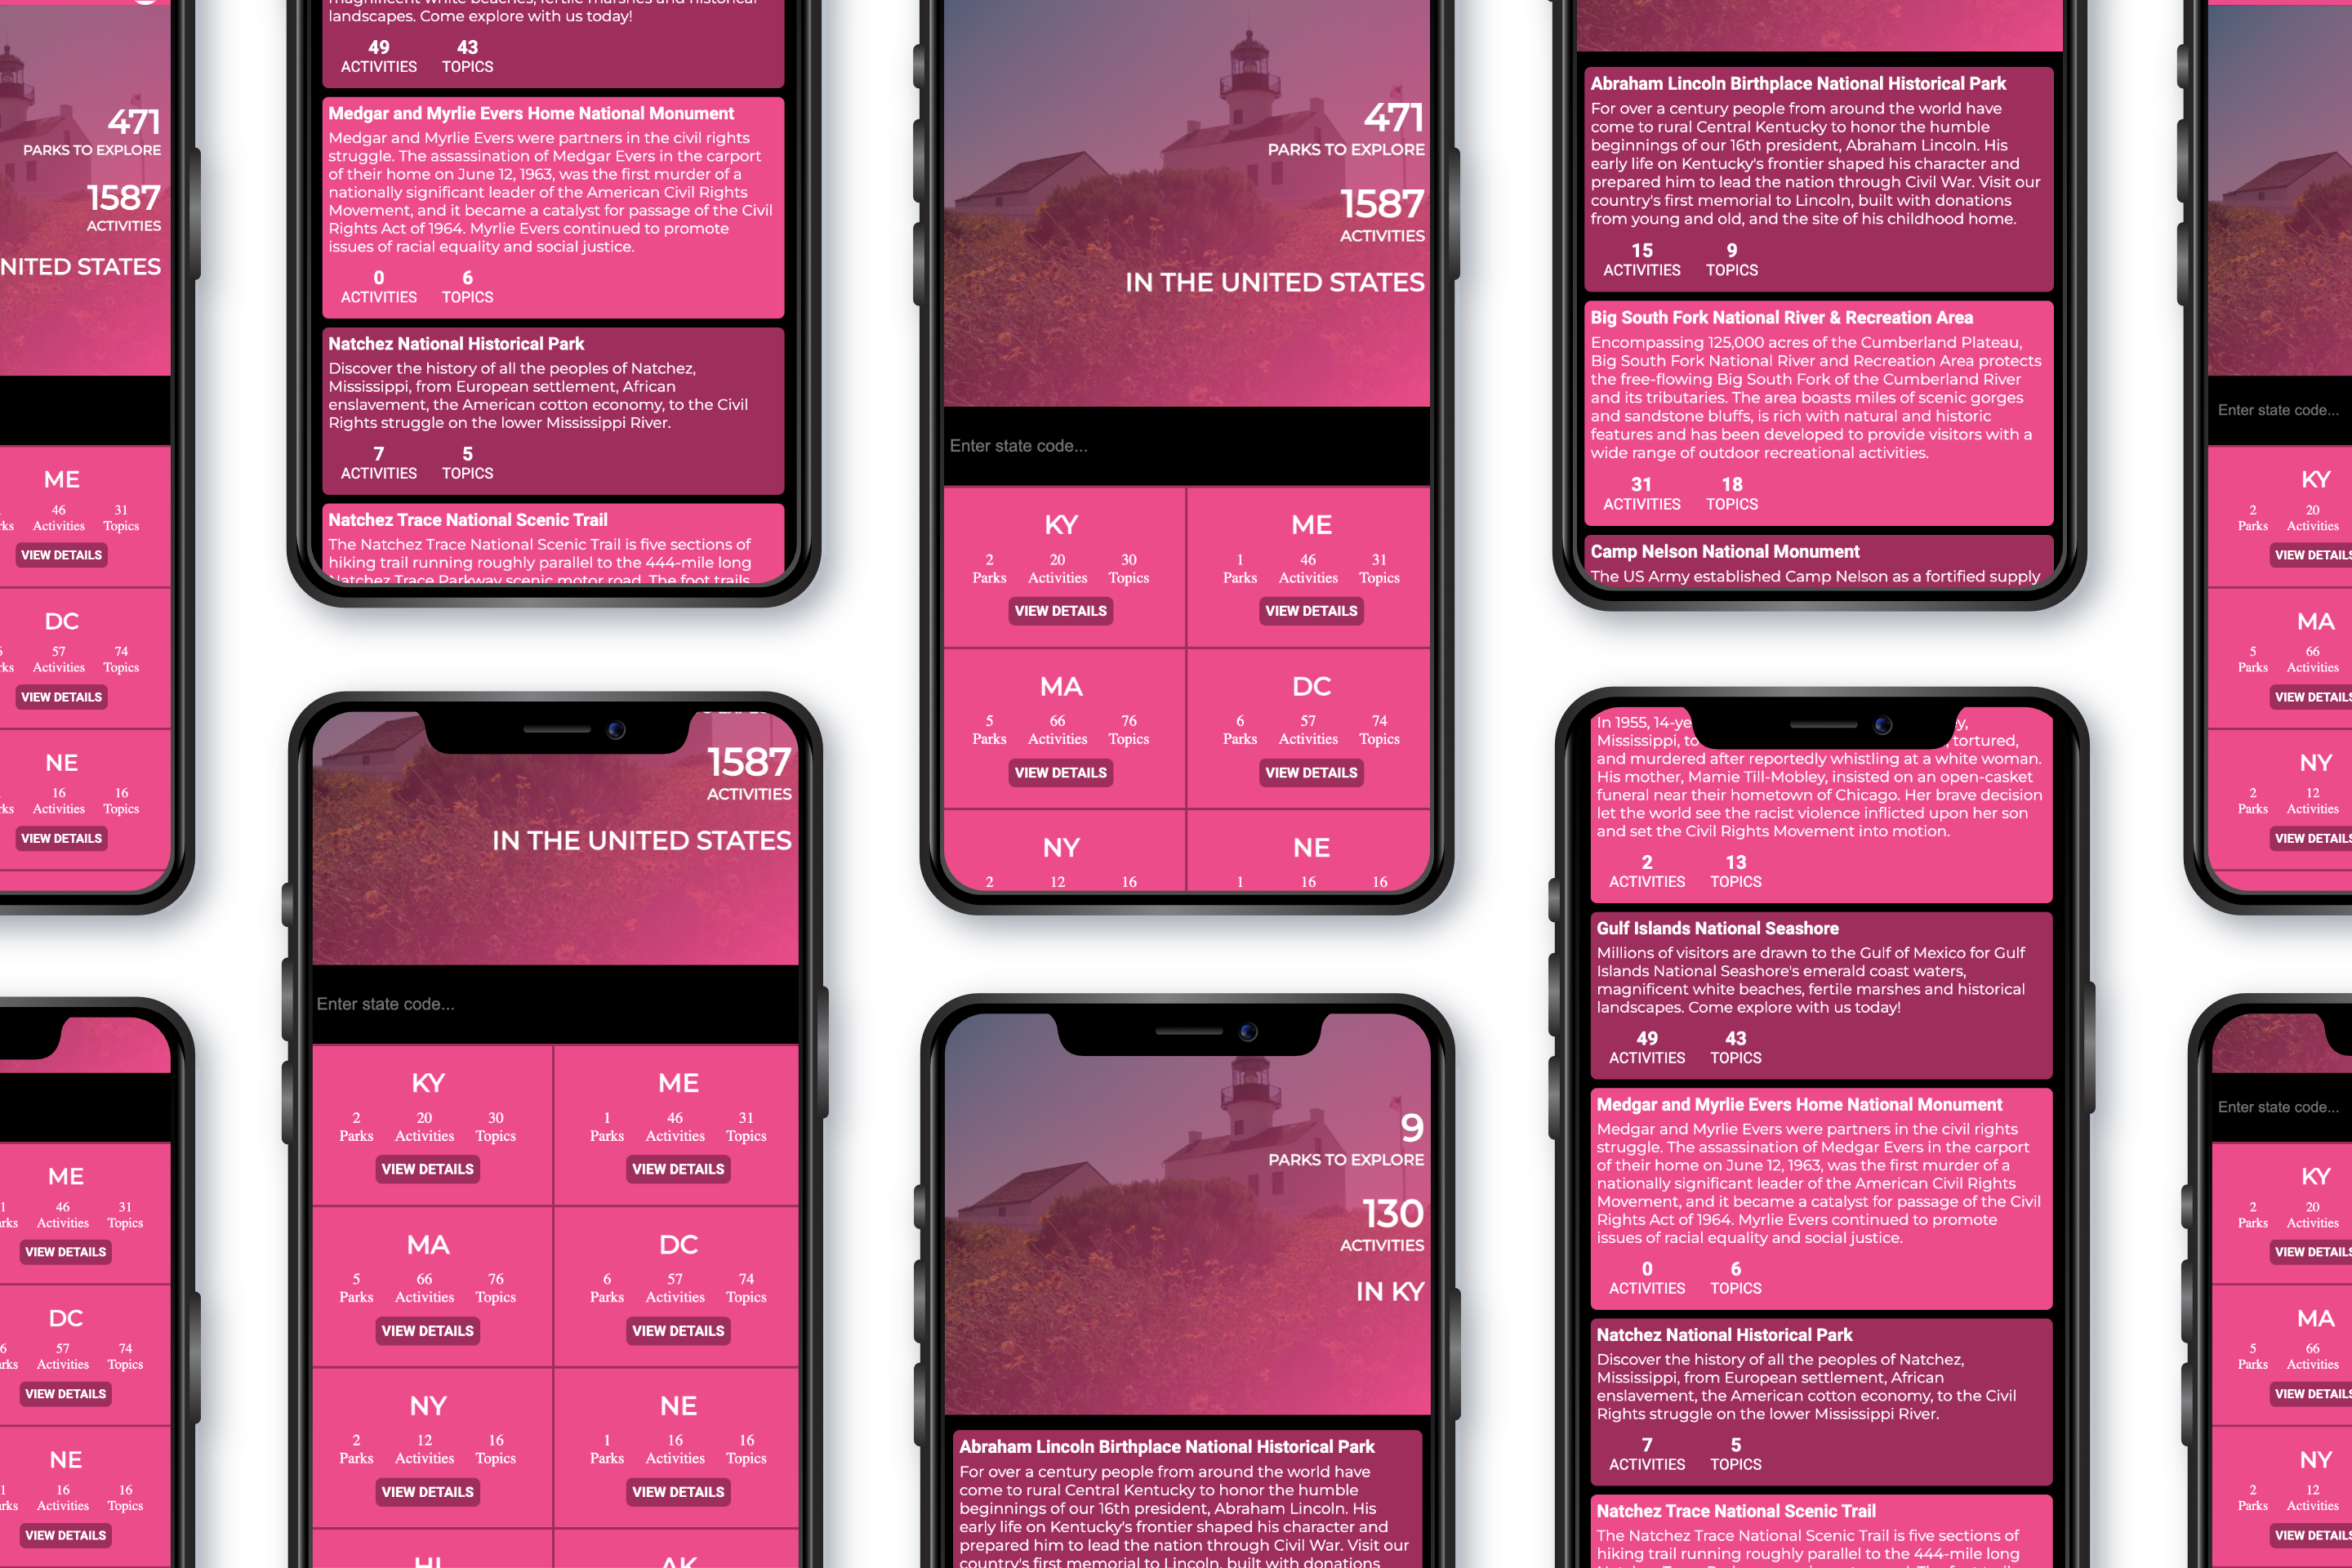 471
PARKS TO EXPLORE
1587
ACTIVITIES
NITED STATES
ME
46 31
Activities Topics
VIEW DETAILS
DC
57 74
Activities Topics
VIEW DETAILS
NE
16 16
Activities Topics
VIEW DETAILS
ME
1 46 31
Activities Topics
VIEW DETAILS
DC
6 57 74
Activities Topics
VIEW DETAILS
NE
1 16 16
Activities Topics
VIEW DETAILS
landscapes. Come explore with us today!
49 43
ACTIVITIES TOPICS
Medgar and Myrlie Evers Home National Monument
Medgar and Myrlie Evers were partners in the civil rights
struggle. The assassination of Medgar Evers in the carport
of their home on June 12, 1963, was the first murder of a
nationally significant leader of the American Civil Rights
Movement, and it became a catalyst for passage of the Civil
Rights Act of 1964. Myrlie Evers continued to promote
issues of racial equality and social justice.
0 6
ACTIVITIES TOPICS
Natchez National Historical Park
Discover the history of all the peoples of Natchez,
Mississippi, from European settlement, African
enslavement, the American cotton economy, to the Civil
Rights struggle on the lower Mississippi River.
7 5
ACTIVITIES TOPICS
Natchez Trace National Scenic Trail
The Natchez Trace National Scenic Trail is five sections of
hiking trail running roughly parallel to the 444-mile long
Natchez Trace Parkway scenic motor road. The foot trails
1587
ACTIVITIES
IN THE UNITED STATES
Enter state code...
KY ME
2 20 30 1 46 31
Parks Activities Topics Parks Activities Topics
VIEW DETAILS VIEW DETAILS
MA DC
5 66 76 6 57 74
Parks Activities Topics Parks Activities Topics
VIEW DETAILS VIEW DETAILS
NY NE
2 12 16 1 16 16
Parks Activities Topics Parks Activities Topics
VIEW DETAILS VIEW DETAILS
HI AK
471
PARKS TO EXPLORE
1587
ACTIVITIES
IN THE UNITED STATES
Enter state code...
KY ME
2 20 30 1 46 31
Parks Activities Topics Parks Activities Topics
VIEW DETAILS VIEW DETAILS
MA DC
5 66 76 6 57 74
Parks Activities Topics Parks Activities Topics
VIEW DETAILS VIEW DETAILS
NY NE
2 12 16 1 16 16
9
PARKS TO EXPLORE
130
ACTIVITIES
IN KY
Abraham Lincoln Birthplace National Historical Park
For over a century people from around the world have
come to rural Central Kentucky to honor the humble
beginnings of our 16th president, Abraham Lincoln. His
early life on Kentucky's frontier shaped his character and
prepared him to lead the nation through Civil War. Visit our
country's first memorial to Lincoln, built with donations
Abraham Lincoln Birthplace National Historical Park
For over a century people from around the world have
come to rural Central Kentucky to honor the humble
beginnings of our 16th president, Abraham Lincoln. His
early life on Kentucky's frontier shaped his character and
prepared him to lead the nation through Civil War. Visit our
country's first memorial to Lincoln, built with donations
from young and old, and the site of his childhood home.
15 9
ACTIVITIES TOPICS
Big South Fork National River & Recreation Area
Encompassing 125,000 acres of the Cumberland Plateau,
Big South Fork National River and Recreation Area protects
the free-flowing Big South Fork of the Cumberland River
and its tributaries. The area boasts miles of scenic gorges
and sandstone bluffs, is rich with natural and historic
features and has been developed to provide visitors with a
wide range of outdoor recreational activities.
31 18
ACTIVITIES TOPICS
Camp Nelson National Monument
The US Army established Camp Nelson as a fortified supply
In 1955, 14-ye
Mississippi, to tortured,
and murdered after reportedly whistling at a white woman.
His mother, Mamie Till-Mobley, insisted on an open-casket
funeral near their hometown of Chicago. Her brave decision
let the world see the racist violence inflicted upon her son
and set the Civil Rights Movement into motion.
2 13
ACTIVITIES TOPICS
Gulf Islands National Seashore
Millions of visitors are drawn to the Gulf of Mexico for Gulf
Islands National Seashore's emerald coast waters,
magnificent white beaches, fertile marshes and historical
landscapes. Come explore with us today!
49 43
ACTIVITIES TOPICS
Medgar and Myrlie Evers Home National Monument
Medgar and Myrlie Evers were partners in the civil rights
struggle. The assassination of Medgar Evers in the carport
of their home on June 12, 1963, was the first murder of a
nationally significant leader of the American Civil Rights
Movement, and it became a catalyst for passage of the Civil
Rights Act of 1964. Myrlie Evers continued to promote
issues of racial equality and social justice.
0 6
ACTIVITIES TOPICS
Natchez National Historical Park
Discover the history of all the peoples of Natchez,
Mississippi, from European settlement, African
enslavement, the American cotton economy, to the Civil
Rights struggle on the lower Mississippi River.
7 5
ACTIVITIES TOPICS
Natchez Trace National Scenic Trail
The Natchez Trace National Scenic Trail is five sections of
hiking trail running roughly parallel to the 444-mile long
Enter state code...
KY
2 20
Parks Activities
VIEW DETAILS
MA
5 66
Parks Activities
VIEW DETAILS
NY
2 12
Parks Activities
VIEW DETAILS
Enter state code...
KY
2 20
Parks Activities
VIEW DETAILS
MA
5 66
Parks Activities
VIEW DETAILS
NY
2 12
Parks Activities
VIEW DETAILS